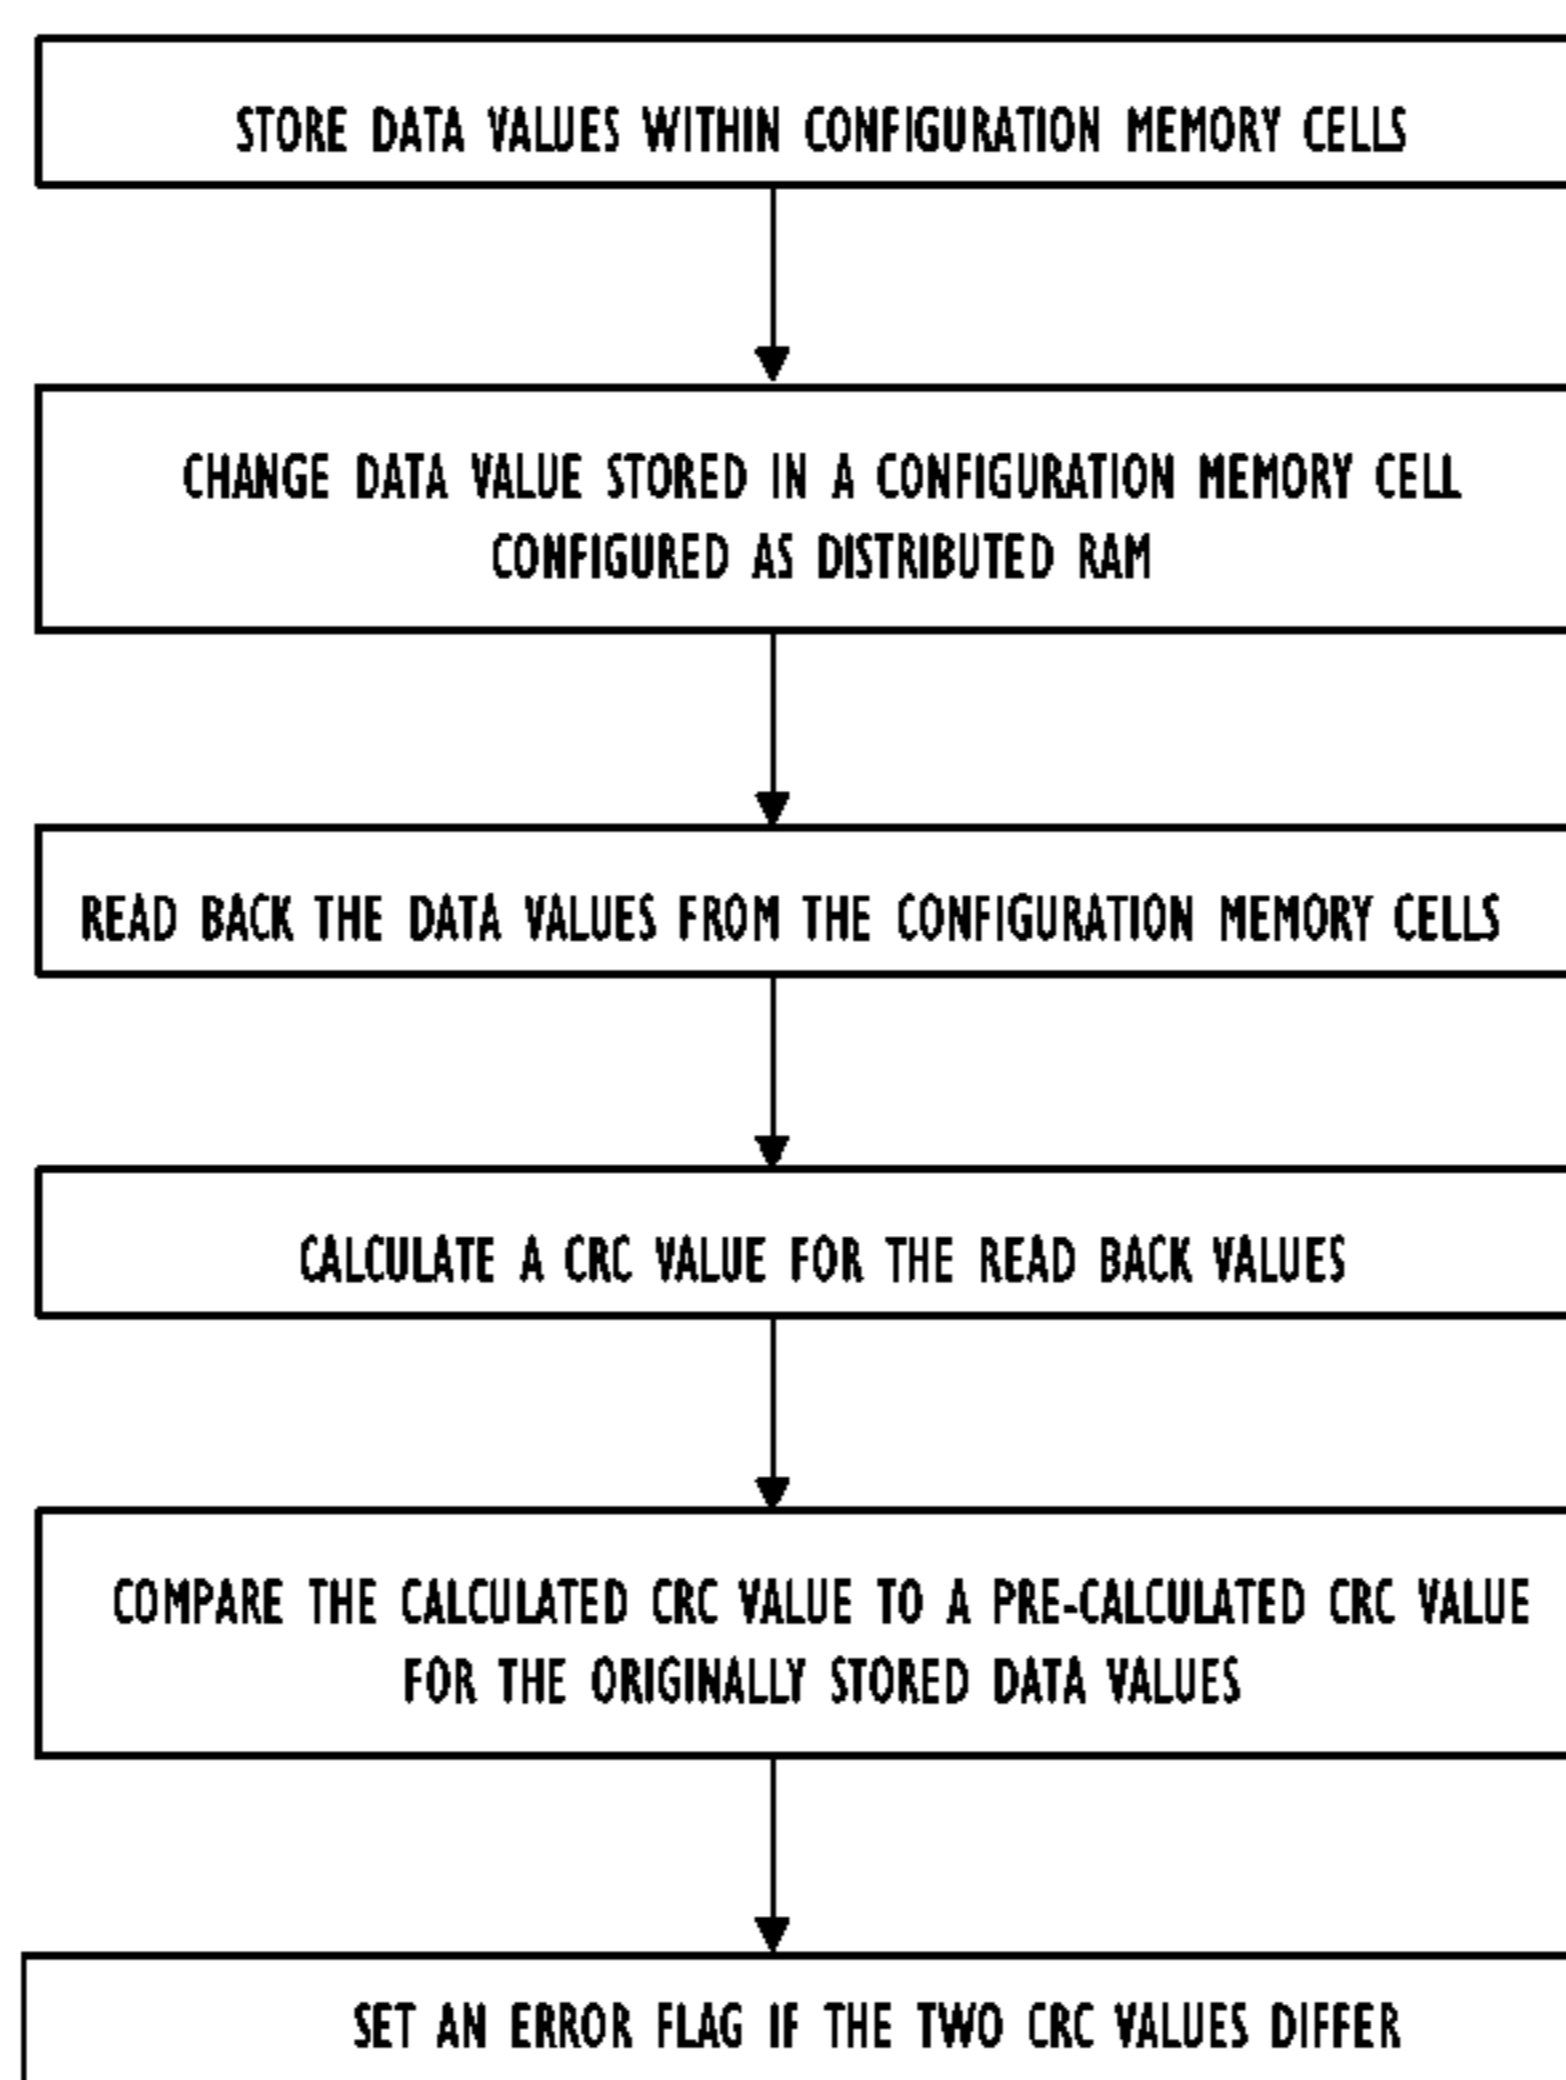 STORE DATA VALUES WITHIN CONFIGURATION MEMORY CELLS
CHANGE DATA VALUE STORED IN A CONFIGURATION MEMORY CELL
CONFIGURED AS DISTRIBUTED RAM
READ BACK THE DATA VALUES FROM THE CONFIGURATION MEMORY CELLS
CALCULATE A CRC VALUE FOR THE READ BACK VALUES
COMPARE THE CALCULATED CRC VALUE TO A PRE-CALCULATED CRC VALUE
FOR THE ORIGINALLY STORED DATA VALUES
SET AN ERROR FLAG IF THE TWO CRC VALUES DIFFER